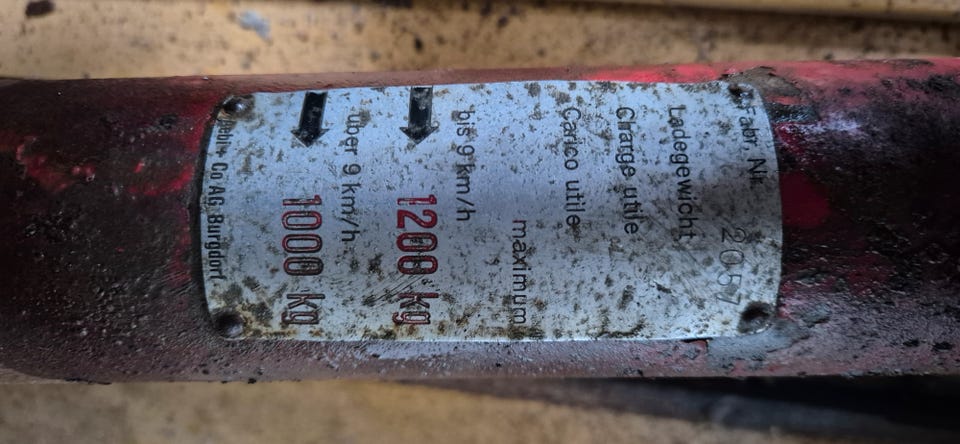 Fabr. Nr. 2057
Ladegewicht
Charge utile
Carico utile
maximum
bis 9 km/h
1200 kg
über 9 km/h
1000 kg
Aebi Co AG Burgdorf